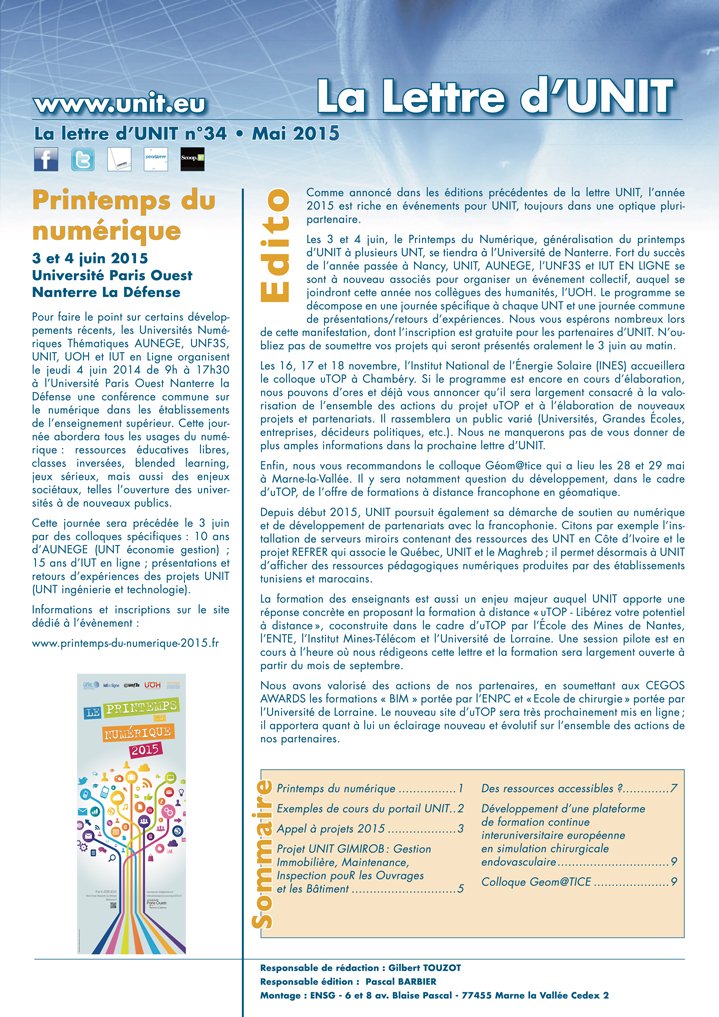 www.unit.eu
La Lettre d’UNIT
La lettre d’UNIT n°34 • Mai 2015
Printemps du
numérique
3 et 4 juin 2015
Université Paris Ouest
Nanterre La Défense
Pour faire le point sur certains dévelop-
pements récents, les Universités Numé-
riques Thématiques AUNEGE, UNF3S,
UNIT, UOH et IUT en Ligne organisent
le jeudi 4 juin 2014 de 9h à 17h30
à l’Université Paris Ouest Nanterre la
Défense une conférence commune sur
le numérique dans les établissements
de l’enseignement supérieur. Cette jour-
née abordera tous les usages du numé-
rique : ressources éducatives libres,
classes inversées, blended learning,
jeux sérieux, mais aussi des enjeux
sociétaux, telles l’ouverture des univer-
sités à de nouveaux publics.
Cette journée sera précédée le 3 juin
par des colloques spécifiques : 10 ans
d’AUNEGE (UNT économie gestion) ;
15 ans d’IUT en ligne ; présentations et
retours d’expériences des projets UNIT
(UNT ingénierie et technologie).
Informations et inscriptions sur le site
dédié à l’évènement :
www.printemps-du-numerique-2015.fr
UOH
LE PRINTEMPS
DU
NUMÉRIQUE
2015
Edito
Comme annoncé dans les éditions précédentes de la lettre UNIT, l’année
2015 est riche en événements pour UNIT, toujours dans une optique pluri-
partenaire.
Les 3 et 4 juin, le Printemps du Numérique, généralisation du printemps
d’UNIT à plusieurs UNT, se tiendra à l’Université de Nanterre. Fort du succès
de l’année passée à Nancy, UNIT, AUNEGE, l’UNF3S et IUT EN LIGNE se
sont à nouveau associés pour organiser un événement collectif, auquel se
joindront cette année nos collègues des humanités, l’UOH. Le programme se
décompose en une journée spécifique à chaque UNT et une journée commune
de présentations/retours d’expériences. Nous vous espérons nombreux lors
de cette manifestation, dont l’inscription est gratuite pour les partenaires d’UNIT. N’ou-
bliez pas de soumettre vos projets qui seront présentés oralement le 3 juin au matin.
Les 16, 17 et 18 novembre, l’Institut National de l’Énergie Solaire (INES) accueillera
le colloque uTOP à Chambéry. Si le programme est encore en cours d’élaboration,
nous pouvons d’ores et déjà vous annoncer qu’il sera largement consacré à la valo-
risation de l’ensemble des actions du projet uTOP et à l’élaboration de nouveaux
projets et partenariats. Il rassemblera un public varié (Universités, Grandes Écoles,
entreprises, décideurs politiques, etc.). Nous ne manquerons pas de vous donner de
plus amples informations dans la prochaine lettre d’UNIT.
Enfin, nous vous recommandons le colloque Géom@tice qui a lieu les 28 et 29 mai
à Marne-la-Vallée. Il y sera notamment question du développement, dans le cadre
d’uTOP, de l’offre de formations à distance francophone en géomatique.
Depuis début 2015, UNIT poursuit également sa démarche de soutien au numérique
et de développement de partenariats avec la francophonie. Citons par exemple l’ins-
tallation de serveurs miroirs contenant des ressources des UNT en Côte d’Ivoire et le
projet REFRER qui associe le Québec, UNIT et le Maghreb ; il permet désormais à UNIT
d’afficher des ressources pédagogiques numériques produites par des établissements
tunisiens et marocains.
La formation des enseignants est aussi un enjeu majeur auquel UNIT apporte une
réponse concrète en proposant la formation à distance « uTOP - Libérez votre potentiel
à distance », coconstruite dans le cadre d’uTOP par l’École des Mines de Nantes,
l’ENTE, l’Institut Mines-Télécom et l’Université de Lorraine. Une session pilote est en
cours à l’heure où nous rédigeons cette lettre et la formation sera largement ouverte à
partir du mois de septembre.
Nous avons valorisé des actions de nos partenaires, en soumettant aux CEGOS
AWARDS les formations « BIM » portée par l’ENPC et « Ecole de chirurgie » portée par
l’Université de Lorraine. Le nouveau site d’uTOP sera très prochainement mis en ligne ;
il apportera quant à lui un éclairage nouveau et évolutif sur l’ensemble des actions de
nos partenaires.
Sommaire
Printemps du numérique ................1
Exemples de cours du portail UNIT..2
Appel à projets 2015 ...................3
Projet UNIT GIMIROB : Gestion
Immobilière, Maintenance,
Inspection pouR les Ouvrages
et les Bâtiment .............................5
Des ressources accessibles ?.............7
Développement d’une plateforme
de formation continue
interuniversitaire européenne
en simulation chirurgicale
endovasculaire...............................9
Colloque Geom@TICE .....................9
Responsable de rédaction : Gilbert TOUZOT
Responsable édition : Pascal BARBIER
Montage : ENSG - 6 et 8 av. Blaise Pascal - 77455 Marne la Vallée Cedex 2